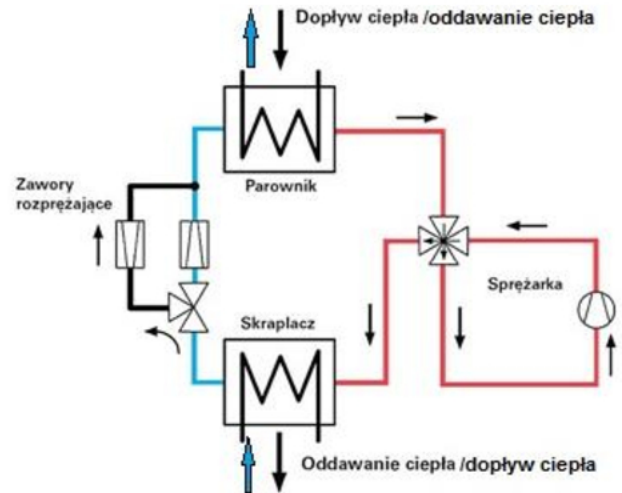 Dopływ ciepła /oddawanie ciepła
Parownik
Zawory
rozprężające
Sprężarka
Skraplacz
Oddawanie ciepła /dopływ ciepła